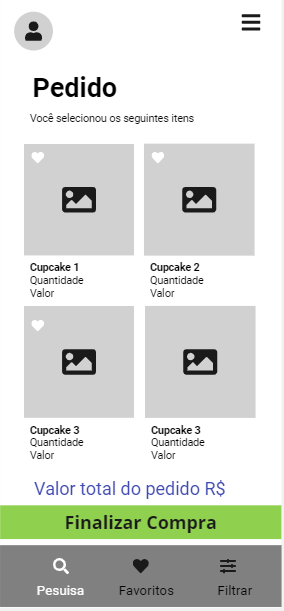 Pedido
Você selecionou os seguintes itens
Cupcake 1
Quantidade
Valor
Cupcake 2
Quantidade
Valor
Cupcake 3
Quantidade
Valor
Cupcake 3
Quantidade
Valor
Valor total do pedido R$
Finalizar Compra
Pesuisa
Favoritos
Filtrar